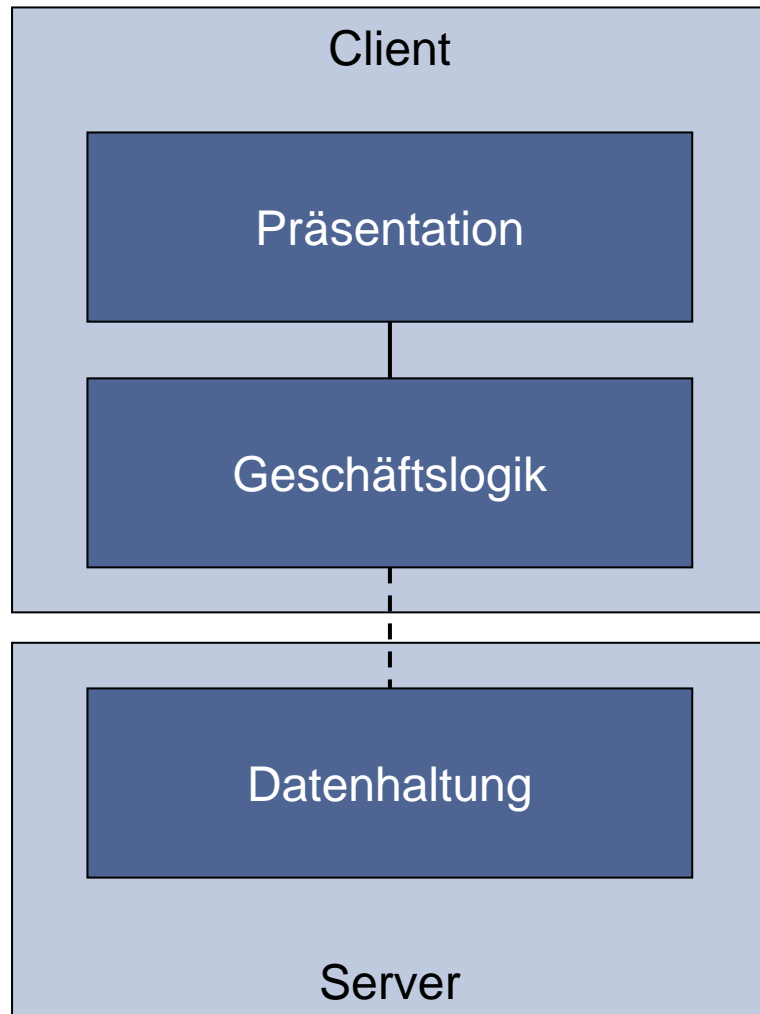 Client
Präsentation
Geschäftslogik
Datenhaltung
Server